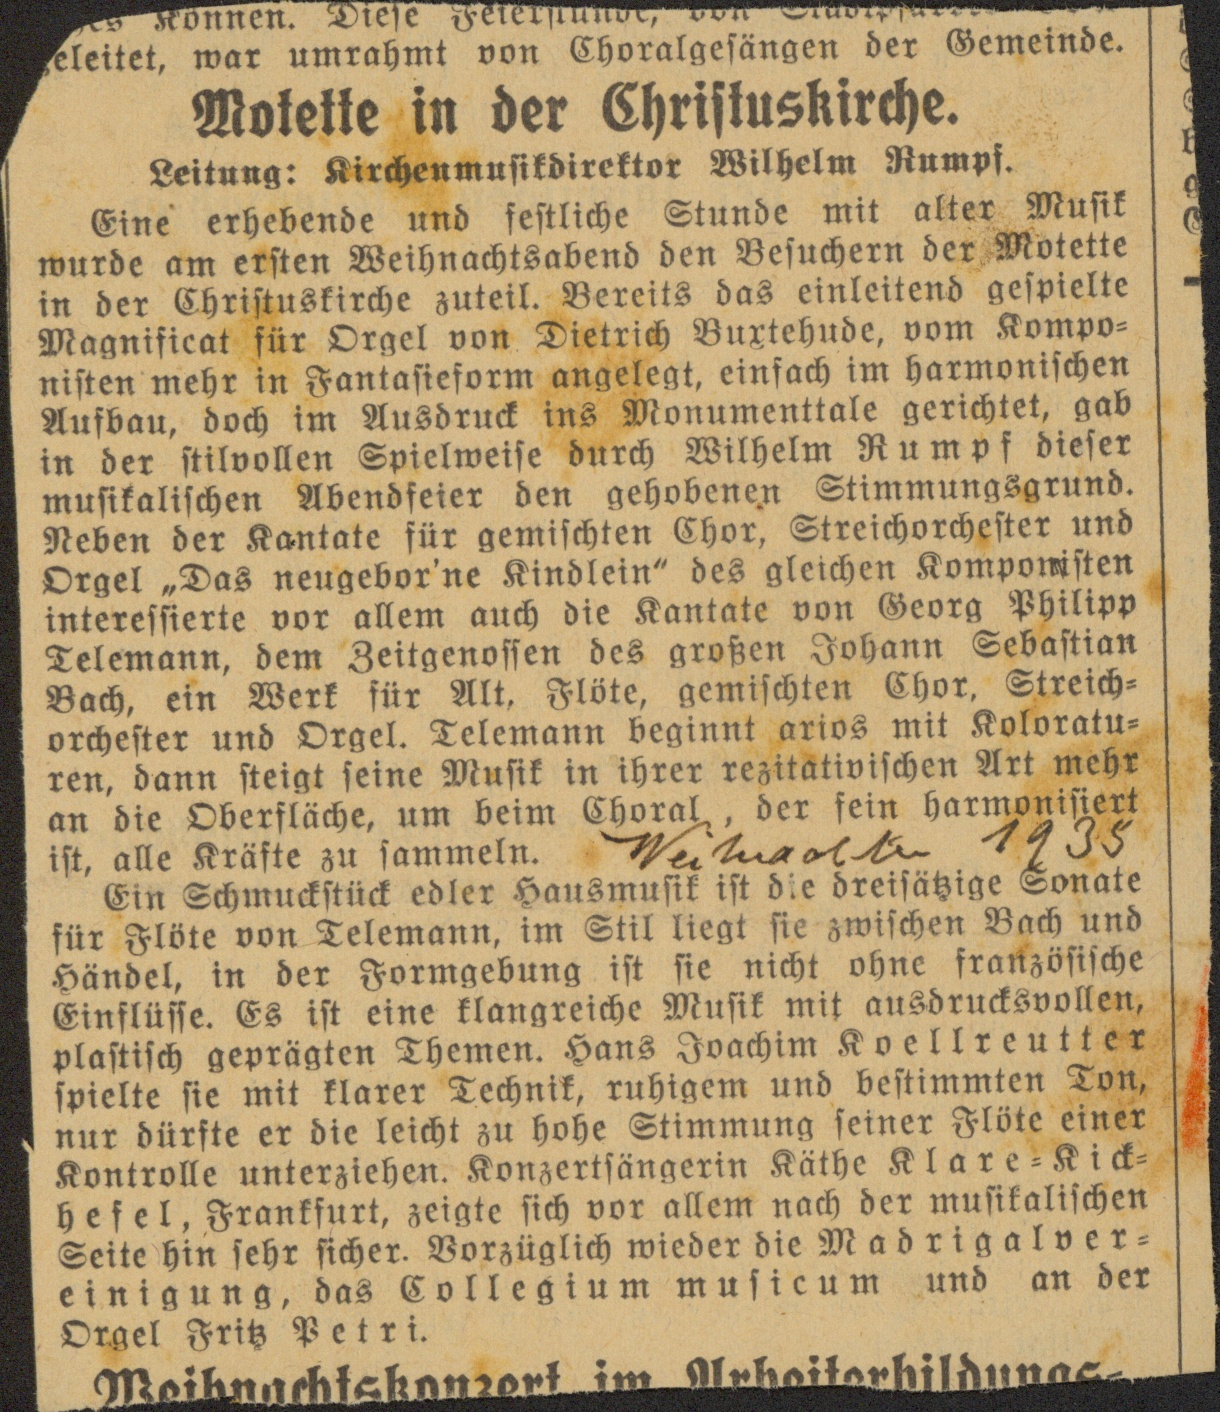 Können. Diese Feierstunde, von
geleitet, war umrahmt von Choralgesängen der Gemeinde.
Motette in der Christuskirche.
Leitung: Kirchenmusikdirektor Wilhelm Rumpf.
Eine erhebende und festliche Stunde mit alter Musik
wurde am ersten Weihnachtsabend den Besuchern der Motette
in der Christuskirche zuteil. Bereits das einleitend gespielte
Magnificat für Orgel von Dietrich Buxtehude, vom Kompo-
nisten mehr in Fantasieform angelegt, einfach im harmonischen
Aufbau, doch im Ausdruck ins Monumenttale gerichtet, gab
in der stilvollen Spielweise durch Wilhelm Rumpf dieser
musikalischen Abendfeier den gehobenen Stimmungsgrund.
Neben der Kantate für gemischten Chor, Streichorchester und
Orgel „Das neugebor'ne Kindlein“ des gleichen Komponisten
interessierte vor allem auch die Kantate von Georg Philipp
Telemann, dem Zeitgenossen des großen Johann Sebastian
Bach, ein Werk für Alt, Flöte, gemischten Chor, Streich-
orchester und Orgel. Telemann beginnt arios mit Koloratu-
ren, dann steigt seine Musik in ihrer rezitativischen Art mehr
an die Oberfläche, um beim Choral, der fein harmonisiert
ist, alle Kräfte zu sammeln. Weihnachten 1935
Ein Schmuckstück edler Hausmusik ist die dreisätzige Sonate
für Flöte von Telemann, im Stil liegt sie zwischen Bach und
Händel, in der Formgebung ist sie nicht ohne französische
Einflüsse. Es ist eine klangreiche Musik mit ausdrucksvollen,
plastisch geprägten Themen. Hans Joachim Koellreutter
spielte sie mit klarer Technik, ruhigem und bestimmten Ton,
nur dürfte er die leicht zu hohe Stimmung seiner Flöte einer
Kontrolle unterziehen. Konzertsängerin Käthe Klare-Kick-
hefel, Frankfurt, zeigte sich vor allem nach der musikalischen
Seite hin sehr sicher. Vorzüglich wieder die Madrigalver-
einigung, das Collegium musicum und an der
Orgel Fritz Petri.
Weihnachtskonzert im Arbeiterbildungs-